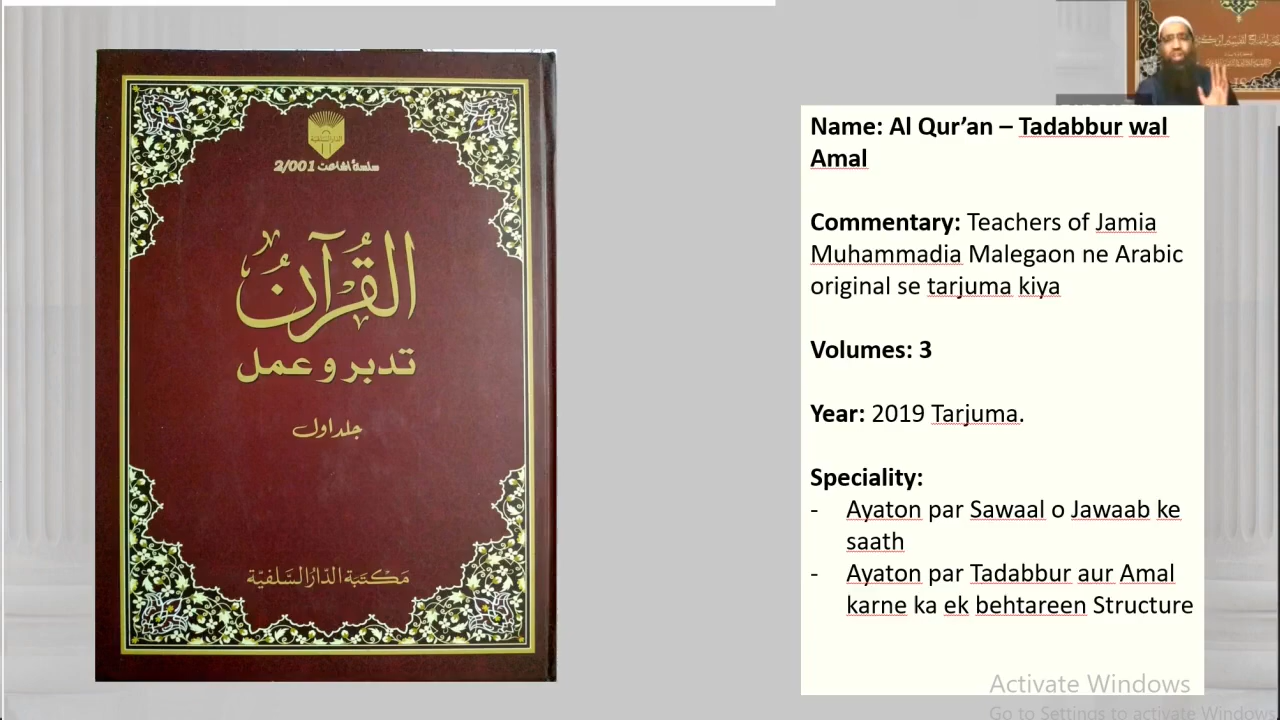 سلسلۂ اشاعت 2/001
القرآن
تدبر و عمل
جلد اول
مكتبة الدار السلفية
Name: Al Qur’an – Tadabbur wal
Amal
Commentary: Teachers of Jamia
Muhammadia Malegaon ne Arabic
original se tarjuma kiya
Volumes: 3
Year: 2019 Tarjuma.
Speciality:
- Ayaton par Sawaal o Jawaab ke
saath
- Ayaton par Tadabbur aur Amal
karne ka ek behtareen Structure
Activate Windows
Go to Settings to activate Windows